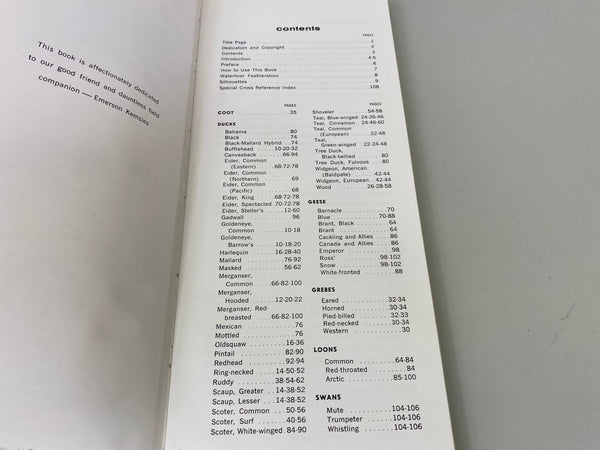 This book is affectionately dedicated
to our good friend and dauntless field
companion — Emerson Kemsies
contents
PAGES
Title Page 1
Dedication and Copyright 2
Contents 3
Introduction 4-5
Preface 6
How to Use This Book 7
Waterfowl Featheration 8
Silhouettes 9
Special Cross Reference Index 108
PAGES
COOT 35
DUCKS
Bahama 80
Black 74
Black-Mallard Hybrid 74
Bufflehead 10-20-32
Canvasback 66-94
Eider, Common
(Eastern) 68-72-78
Eider, Common
(Northern) 69
Eider, Common
(Pacific) 68
Eider, King 68-72-78
Eider, Spectacled 70-72-78
Eider, Steller's 12-60
Gadwall 96
Goldeneye,
Common 10-18
Goldeneye,
Barrow's 10-18-20
Harlequin 16-28-40
Mallard 76-92
Masked 56-62
Merganser,
Common 66-82-100
Merganser,
Hooded 12-20-22
Merganser, Red-
breasted 66-82-100
Mexican 76
Mottled 76
Oldsquaw 16-36
Pintail 82-90
Redhead 92-94
Ring-necked 14-50-52
Ruddy 38-54-62
Scaup, Greater 14-38-52
Scaup, Lesser 14-38-52
Scoter, Common 50-56
Scoter, Surf 40-56
Scoter, White-winged 84-90
PAGES
Shoveler 54-58
Teal, Blue-winged 24-26-46
Teal, Cinnamon 24-46-60
Teal, Common
(European) 22-48
Teal,
Green-winged 22-24-48
Tree Duck,
Black-bellied 80
Tree Duck, Fulvous 80
Widgeon, American
(Baldpate) 42-44
Widgeon, European 42-44
Wood 26-28-58
GEESE
Barnacle 70
Blue 70-88
Brant, Black 64
Brant 64
Cackling and Allies 86
Canada and Allies 86
Emperor 98
Ross' 98-102
Snow 98-102
White-fronted 88
GREBES
Eared 32-34
Horned 30-34
Pied-billed 32-33
Red-necked 30-34
Western 30
LOONS
Common 64-84
Red-throated 84
Arctic 85-100
SWANS
Mute 104-106
Trumpeter 104-106
Whistling 104-106